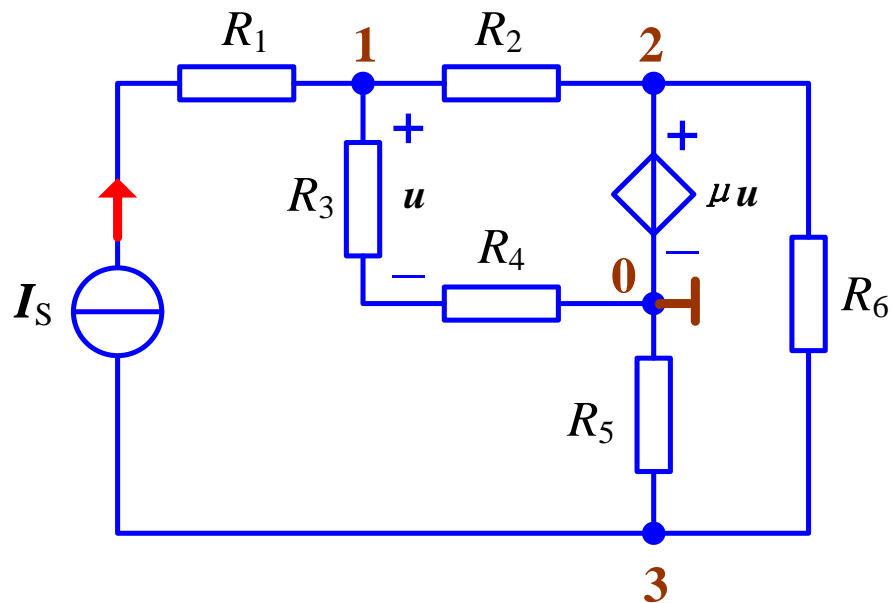 R₁
1
R₂
2
+
+
R₃
u
μu
−
R₄
−
0
Iₛ
R₆
R₅
3